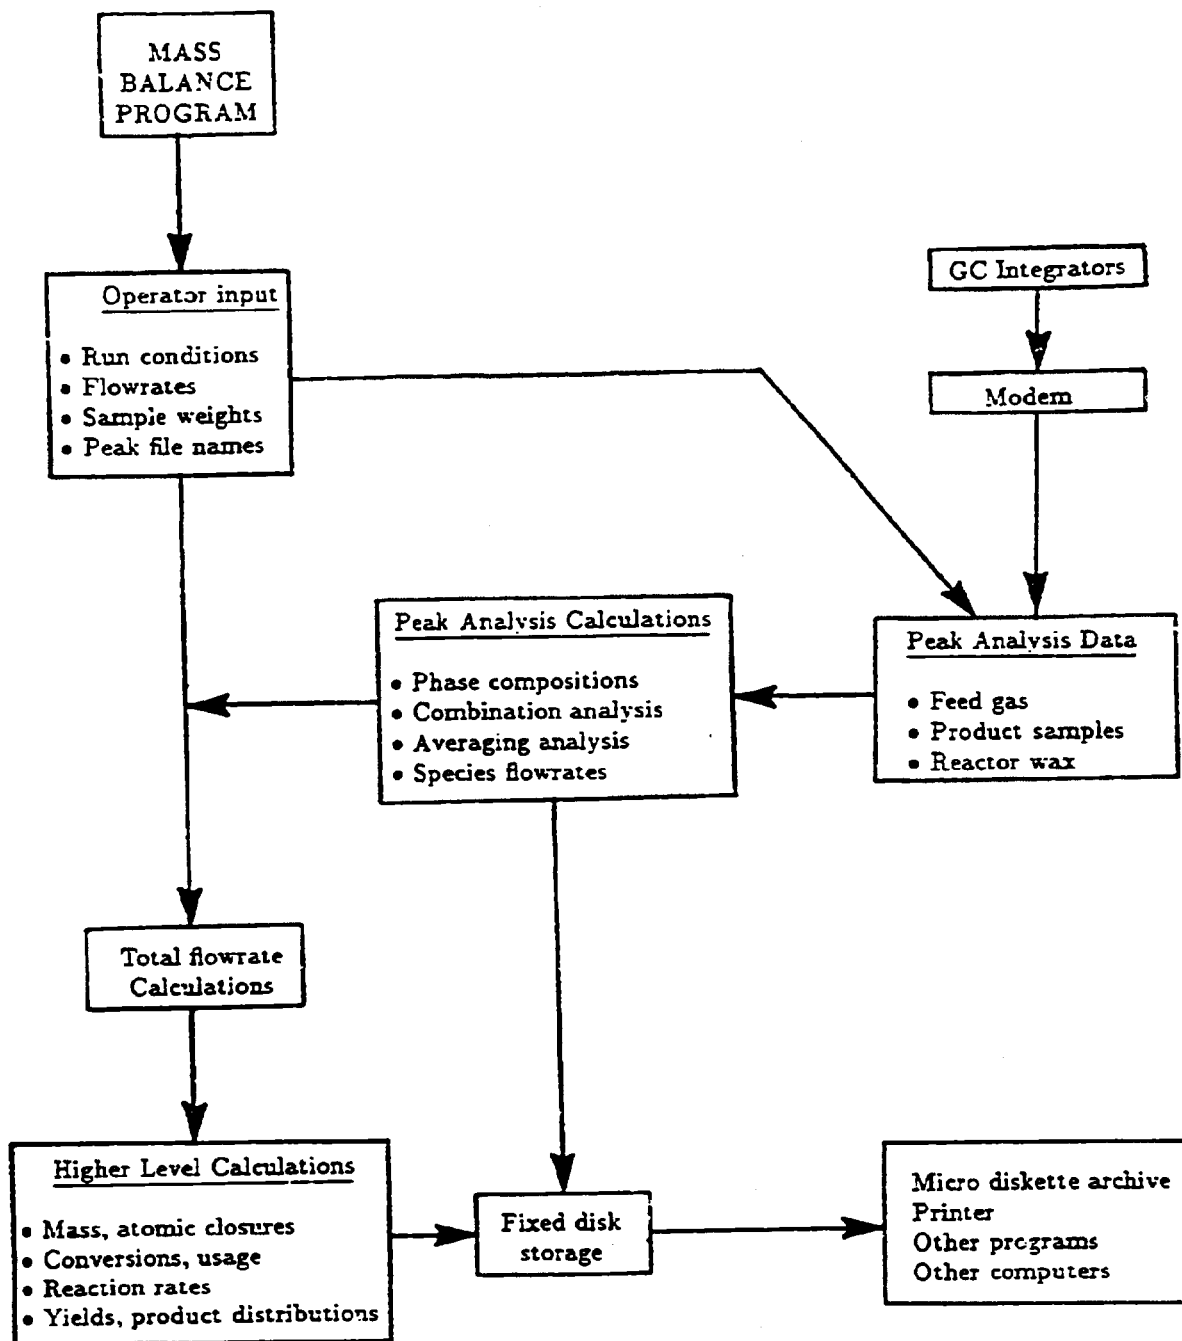 MASS
BALANCE
PROGRAM
Operator input
• Run conditions
• Flowrates
• Sample weights
• Peak file names
GC Integrators
Modem
Peak Analysis Data
• Feed gas
• Product samples
• Reactor wax
Peak Analysis Calculations
• Phase compositions
• Combination analysis
• Averaging analysis
• Species flowrates
Total flowrate
Calculations
Higher Level Calculations
• Mass, atomic closures
• Conversions, usage
• Reaction rates
• Yields, product distributions
Fixed disk
storage
Micro diskette archive
Printer
Other programs
Other computers